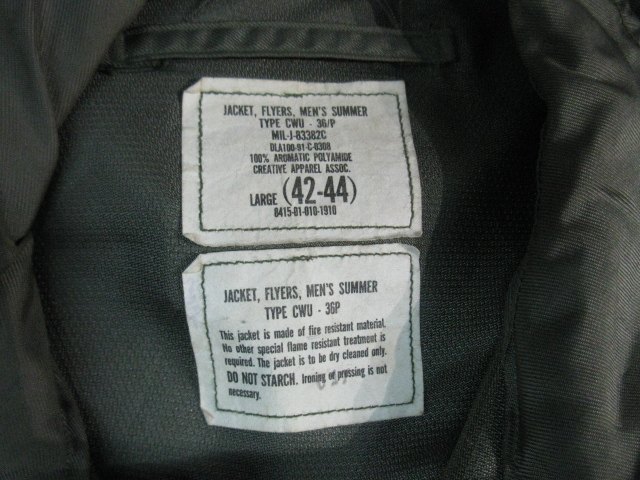 JACKET, FLYERS, MEN'S SUMMER
TYPE CWU - 36/P
MIL-J-83382C
DLA100-91-C-0308
100% AROMATIC POLYAMIDE
CREATIVE APPAREL ASSOC.
LARGE (42-44)
8415-01-010-1910
JACKET, FLYERS, MEN'S SUMMER
TYPE CWU - 36P
This jacket is made of fire resistant material.
No other special flame resistant treatment is
required. The jacket is to be dry cleaned only.
DO NOT STARCH. Ironing or pressing is not
necessary.